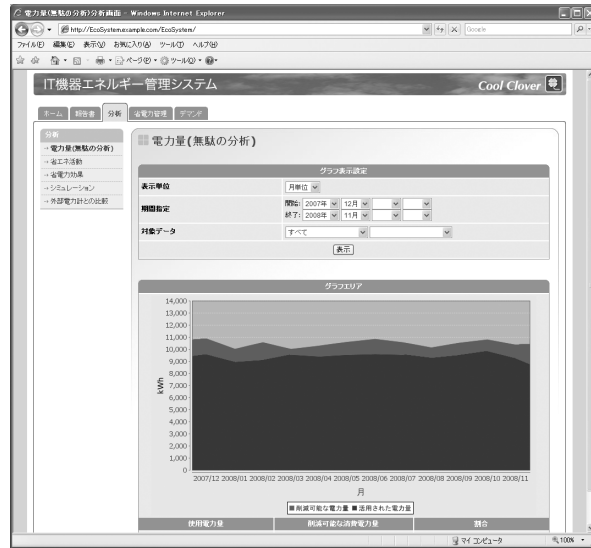 電力量(無駄の分析)分析画面 - Windows Internet Explorer
http://EcoSystem.example.com/EcoSystem/
Google
ファイル(F) 編集(E) 表示(V) お気に入り(A) ツール(T) ヘルプ(H)
ページ(P) ツール(O)
IT機器エネルギー管理システム
Cool Clover
ホーム 報告書 分析 省電力管理 デマンド
分析
→電力量(無駄の分析)
→省エネ活動
→省電力効果
→シミュレーション
→外部電力計との比較
電力量(無駄の分析)
グラフ表示設定
表示単位 月単位
期間指定 開始: 2007年 12月
終了: 2008年 11月
対象データ すべて
表示
グラフエリア
14,000
13,000
12,000
11,000
10,000
9,000
8,000
7,000
6,000
5,000
4,000
3,000
2,000
1,000
0
kWh
2007/12 2008/01 2008/02 2008/03 2008/04 2008/05 2008/06 2008/07 2008/08 2008/09 2008/10 2008/11
月
■削減可能な電力量 ■活用された電力量
使用電力量 削減可能な消費電力量 割合
マイ コンピュータ 100%